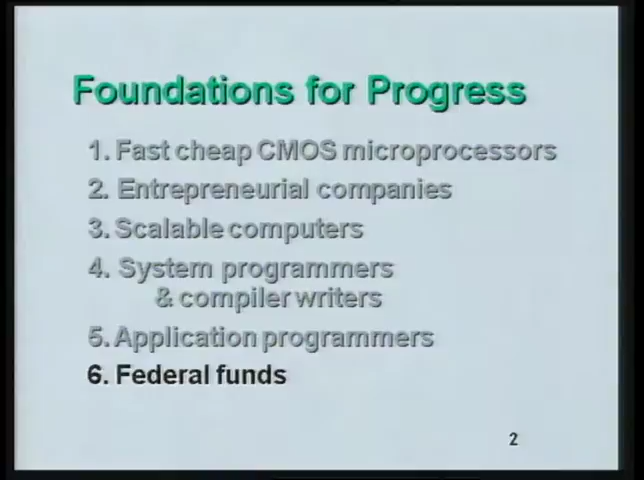 Foundations for Progress
1. Fast cheap CMOS microprocessors
2. Entrepreneurial companies
3. Scalable computers
4. System programmers
& compiler writers
5. Application programmers
6. Federal funds
2